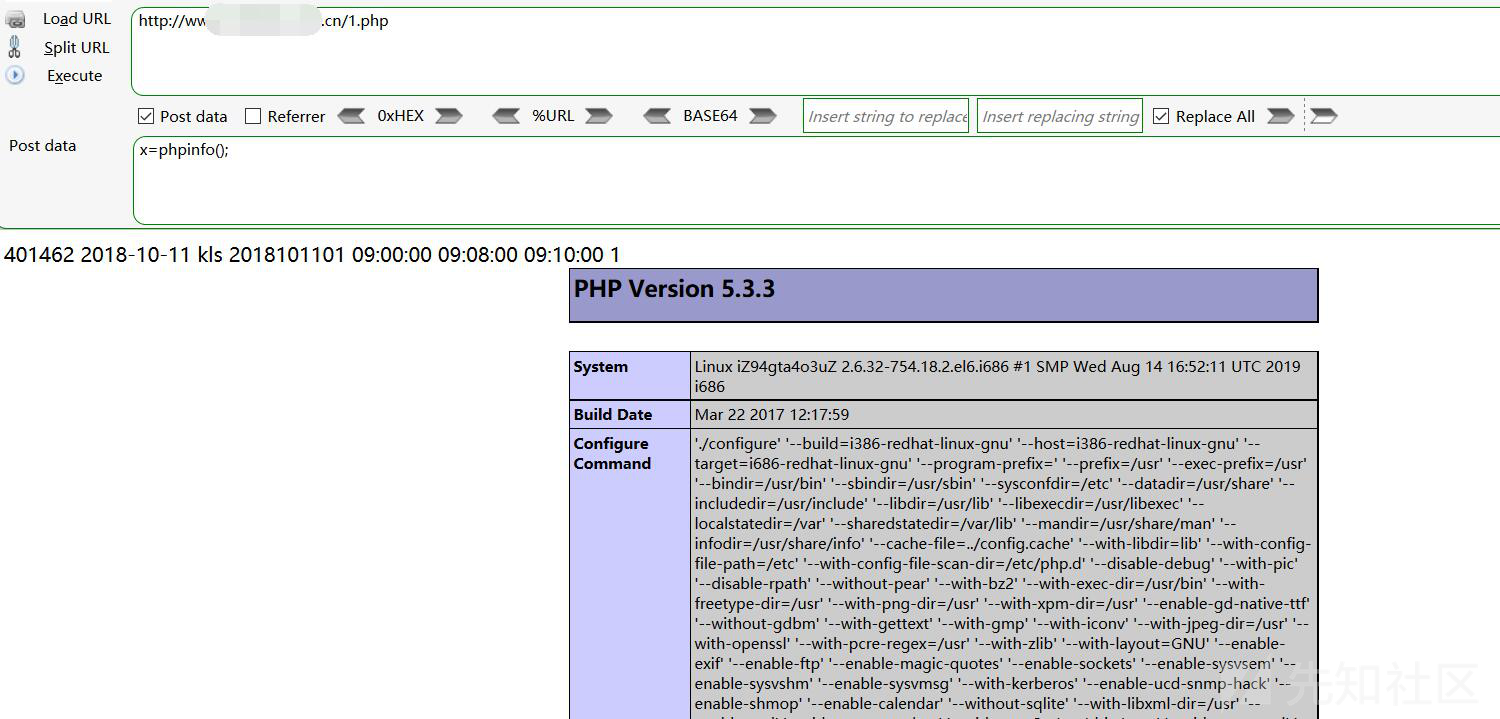 Load URL
http://ww .cn/1.php
Split URL
Execute
Post data Referrer 0xHEX %URL BASE64 Insert string to replace Insert replacing string Replace All
Post data
x=phpinfo();
401462 2018-10-11 kls 2018101101 09:00:00 09:08:00 09:10:00 1
PHP Version 5.3.3
System
Linux iZ94gta4o3uZ 2.6.32-754.18.2.el6.i686 #1 SMP Wed Aug 14 16:52:11 UTC 2019
i686
Build Date
Mar 22 2017 12:17:59
Configure
Command
'./configure' '--build=i386-redhat-linux-gnu' '--host=i386-redhat-linux-gnu' '--
target=i686-redhat-linux-gnu' '--program-prefix=' '--prefix=/usr' '--exec-prefix=/usr'
'--bindir=/usr/bin' '--sbindir=/usr/sbin' '--sysconfdir=/etc' '--datadir=/usr/share' '--
includedir=/usr/include' '--libdir=/usr/lib' '--libexecdir=/usr/libexec' '--
localstatedir=/var' '--sharedstatedir=/var/lib' '--mandir=/usr/share/man' '--
infodir=/usr/share/info' '--cache-file=../config.cache' '--with-libdir=lib' '--with-config-
file-path=/etc' '--with-config-file-scan-dir=/etc/php.d' '--disable-debug' '--with-pic'
'--disable-rpath' '--without-pear' '--with-bz2' '--with-exec-dir=/usr/bin' '--with-
freetype-dir=/usr' '--with-png-dir=/usr' '--with-xpm-dir=/usr' '--enable-gd-native-ttf'
'--without-gdbm' '--with-gettext' '--with-gmp' '--with-iconv' '--with-jpeg-dir=/usr' '--
with-openssl' '--with-pcre-regex=/usr' '--with-zlib' '--with-layout=GNU' '--enable-
exif' '--enable-ftp' '--enable-magic-quotes' '--enable-sockets' '--enable-sysvsem' '--
enable-sysvshm' '--enable-sysvmsg' '--with-kerberos' '--enable-ucd-snmp-hack' '--
enable-shmop' '--enable-calendar' '--without-sqlite' '--with-libxml-dir=/usr' '--
先知社区